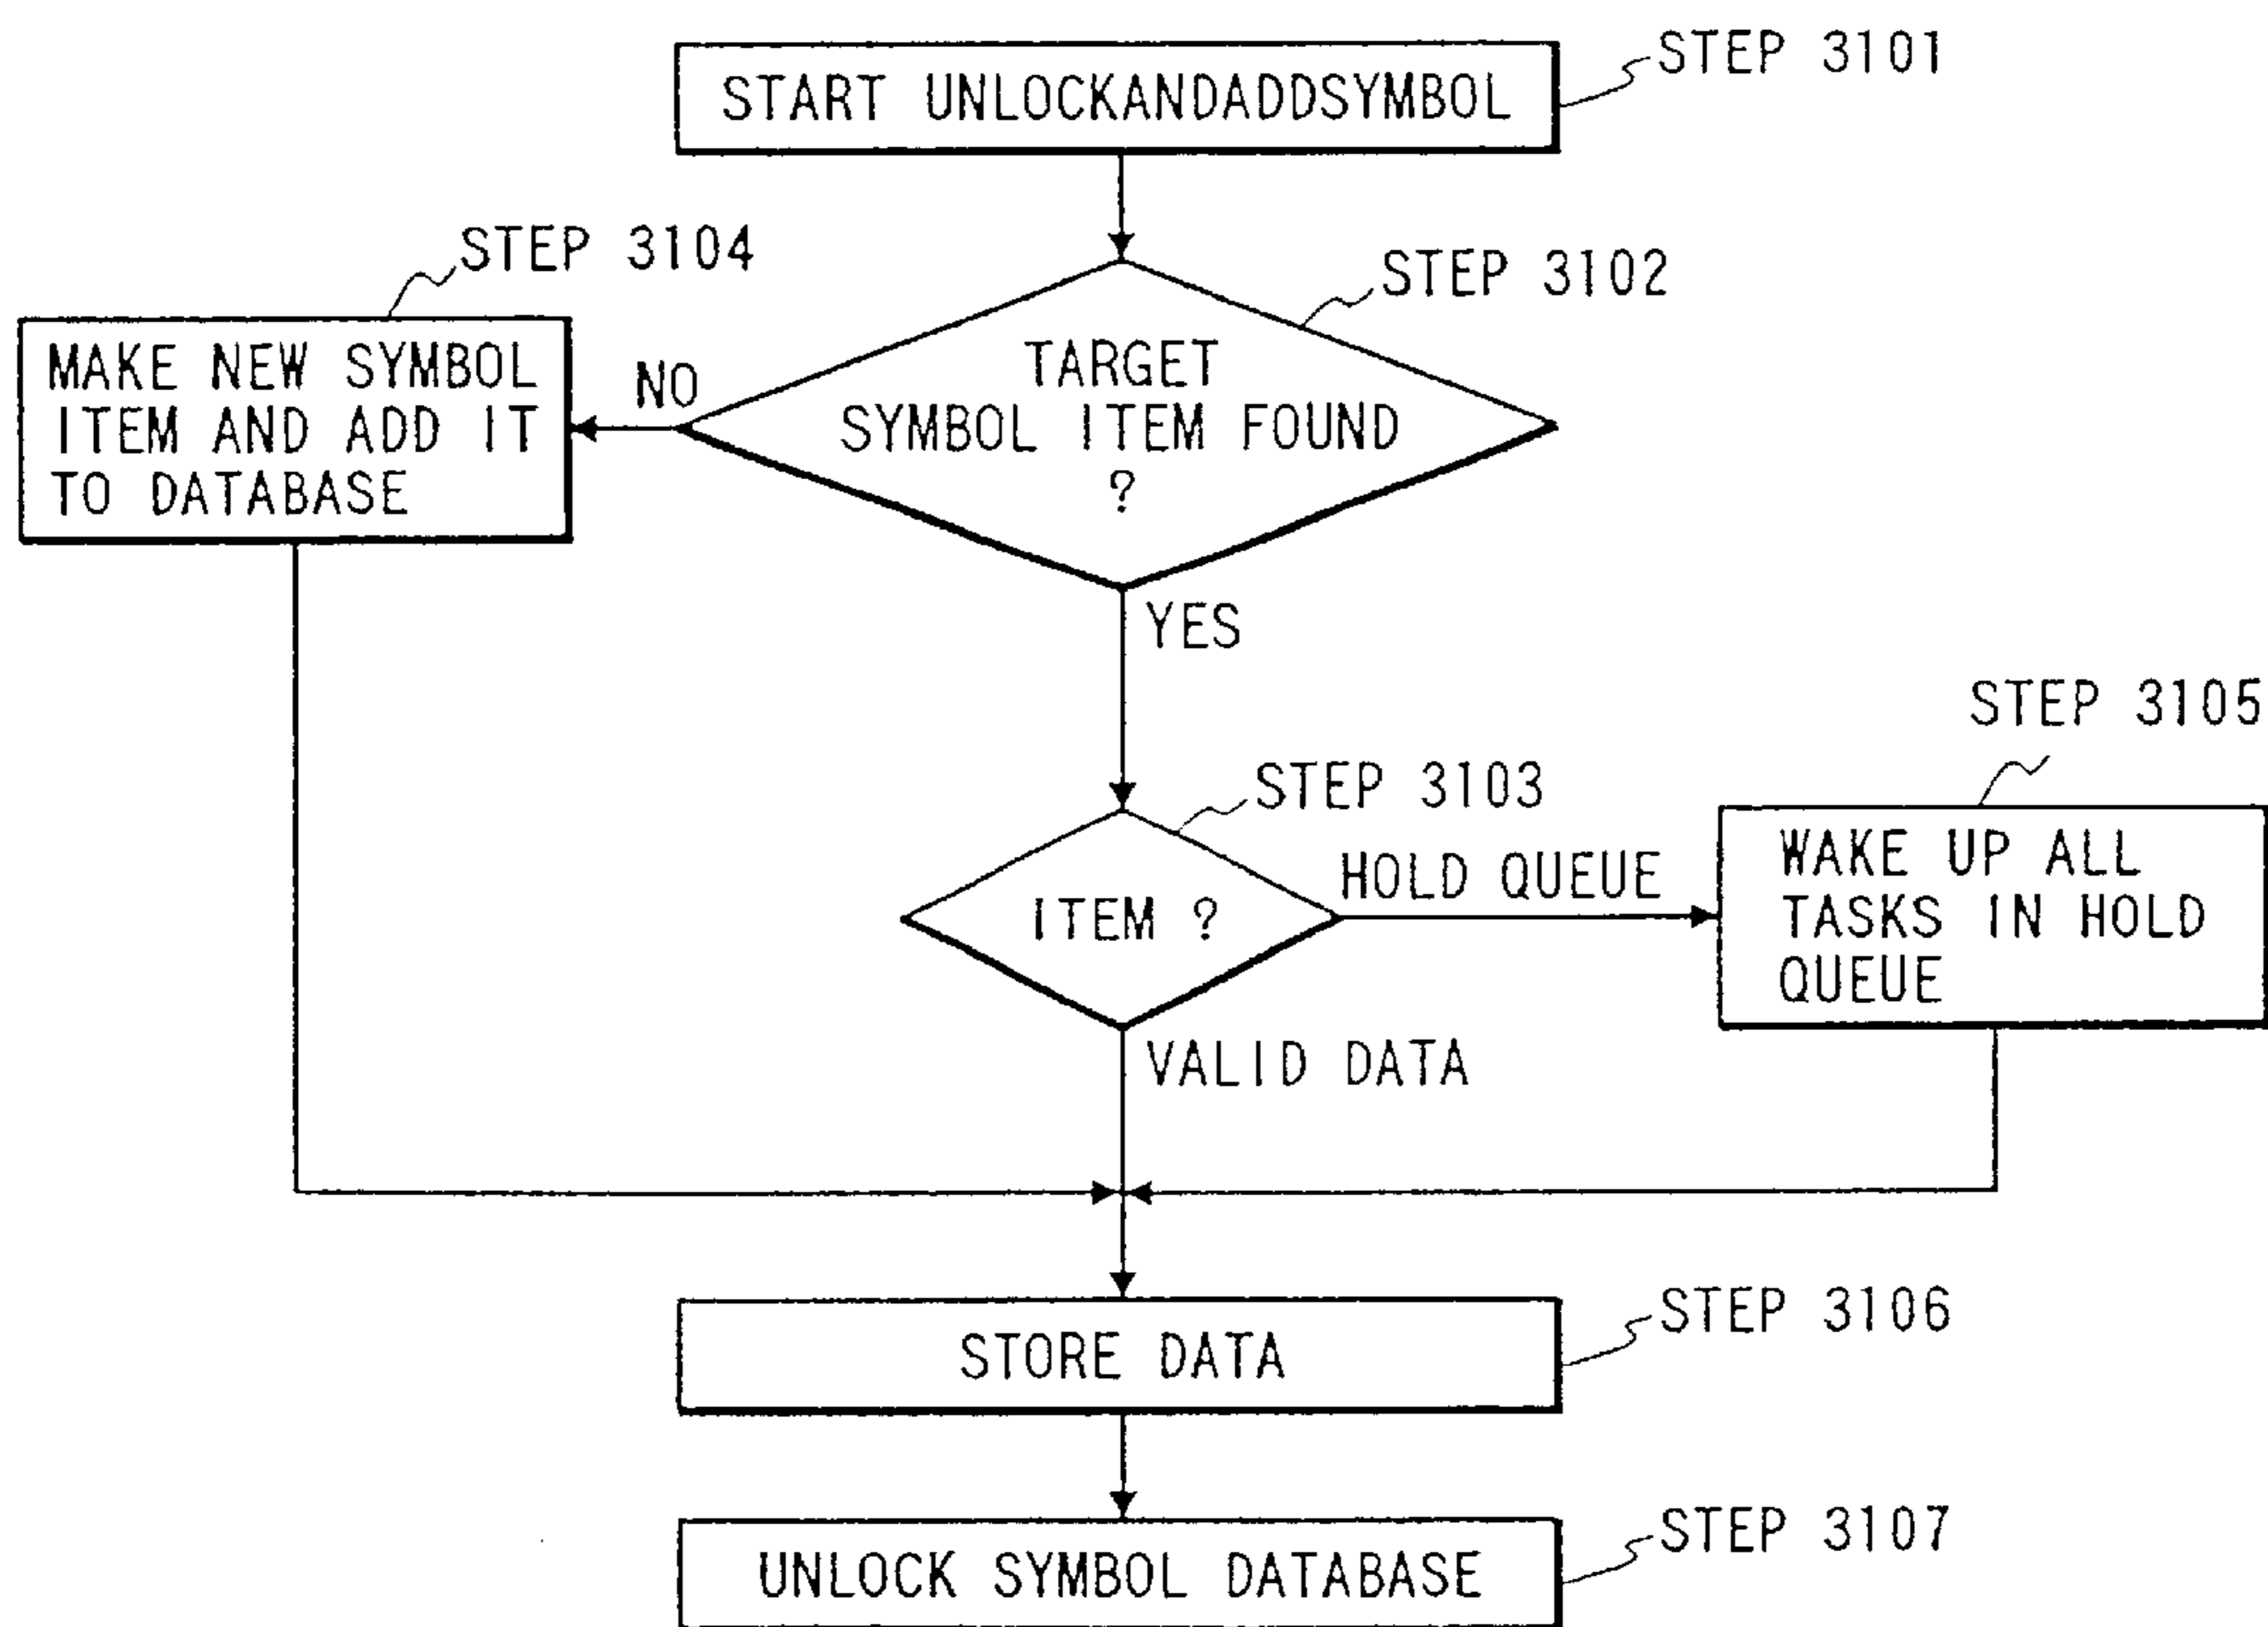 START UNLOCKANDADDSYMBOL
STEP 3101
STEP 3104
STEP 3102
MAKE NEW SYMBOL
ITEM AND ADD IT
TO DATABASE
NO
TARGET
SYMBOL ITEM FOUND
?
YES
STEP 3105
STEP 3103
HOLD QUEUE
WAKE UP ALL
TASKS IN HOLD
QUEUE
ITEM ?
VALID DATA
STEP 3106
STORE DATA
STEP 3107
UNLOCK SYMBOL DATABASE